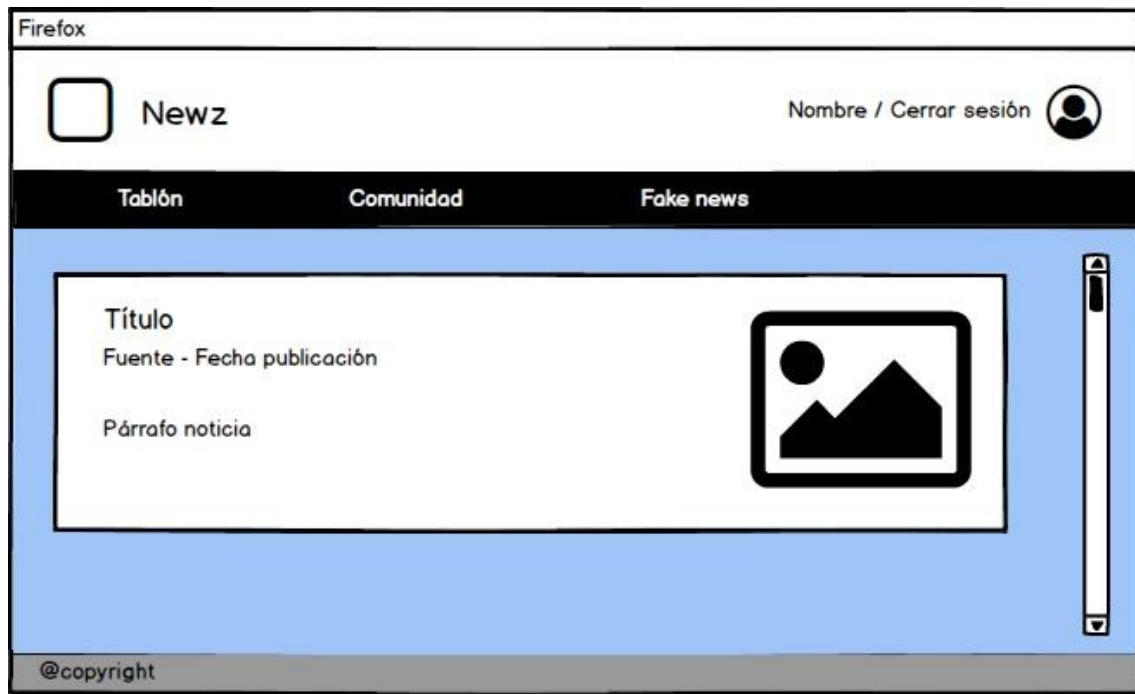 Firefox
Newz
Nombre / Cerrar sesión
Tablón Comunidad Fake news
Título
Fuente - Fecha publicación
Párrafo noticia
@copyright